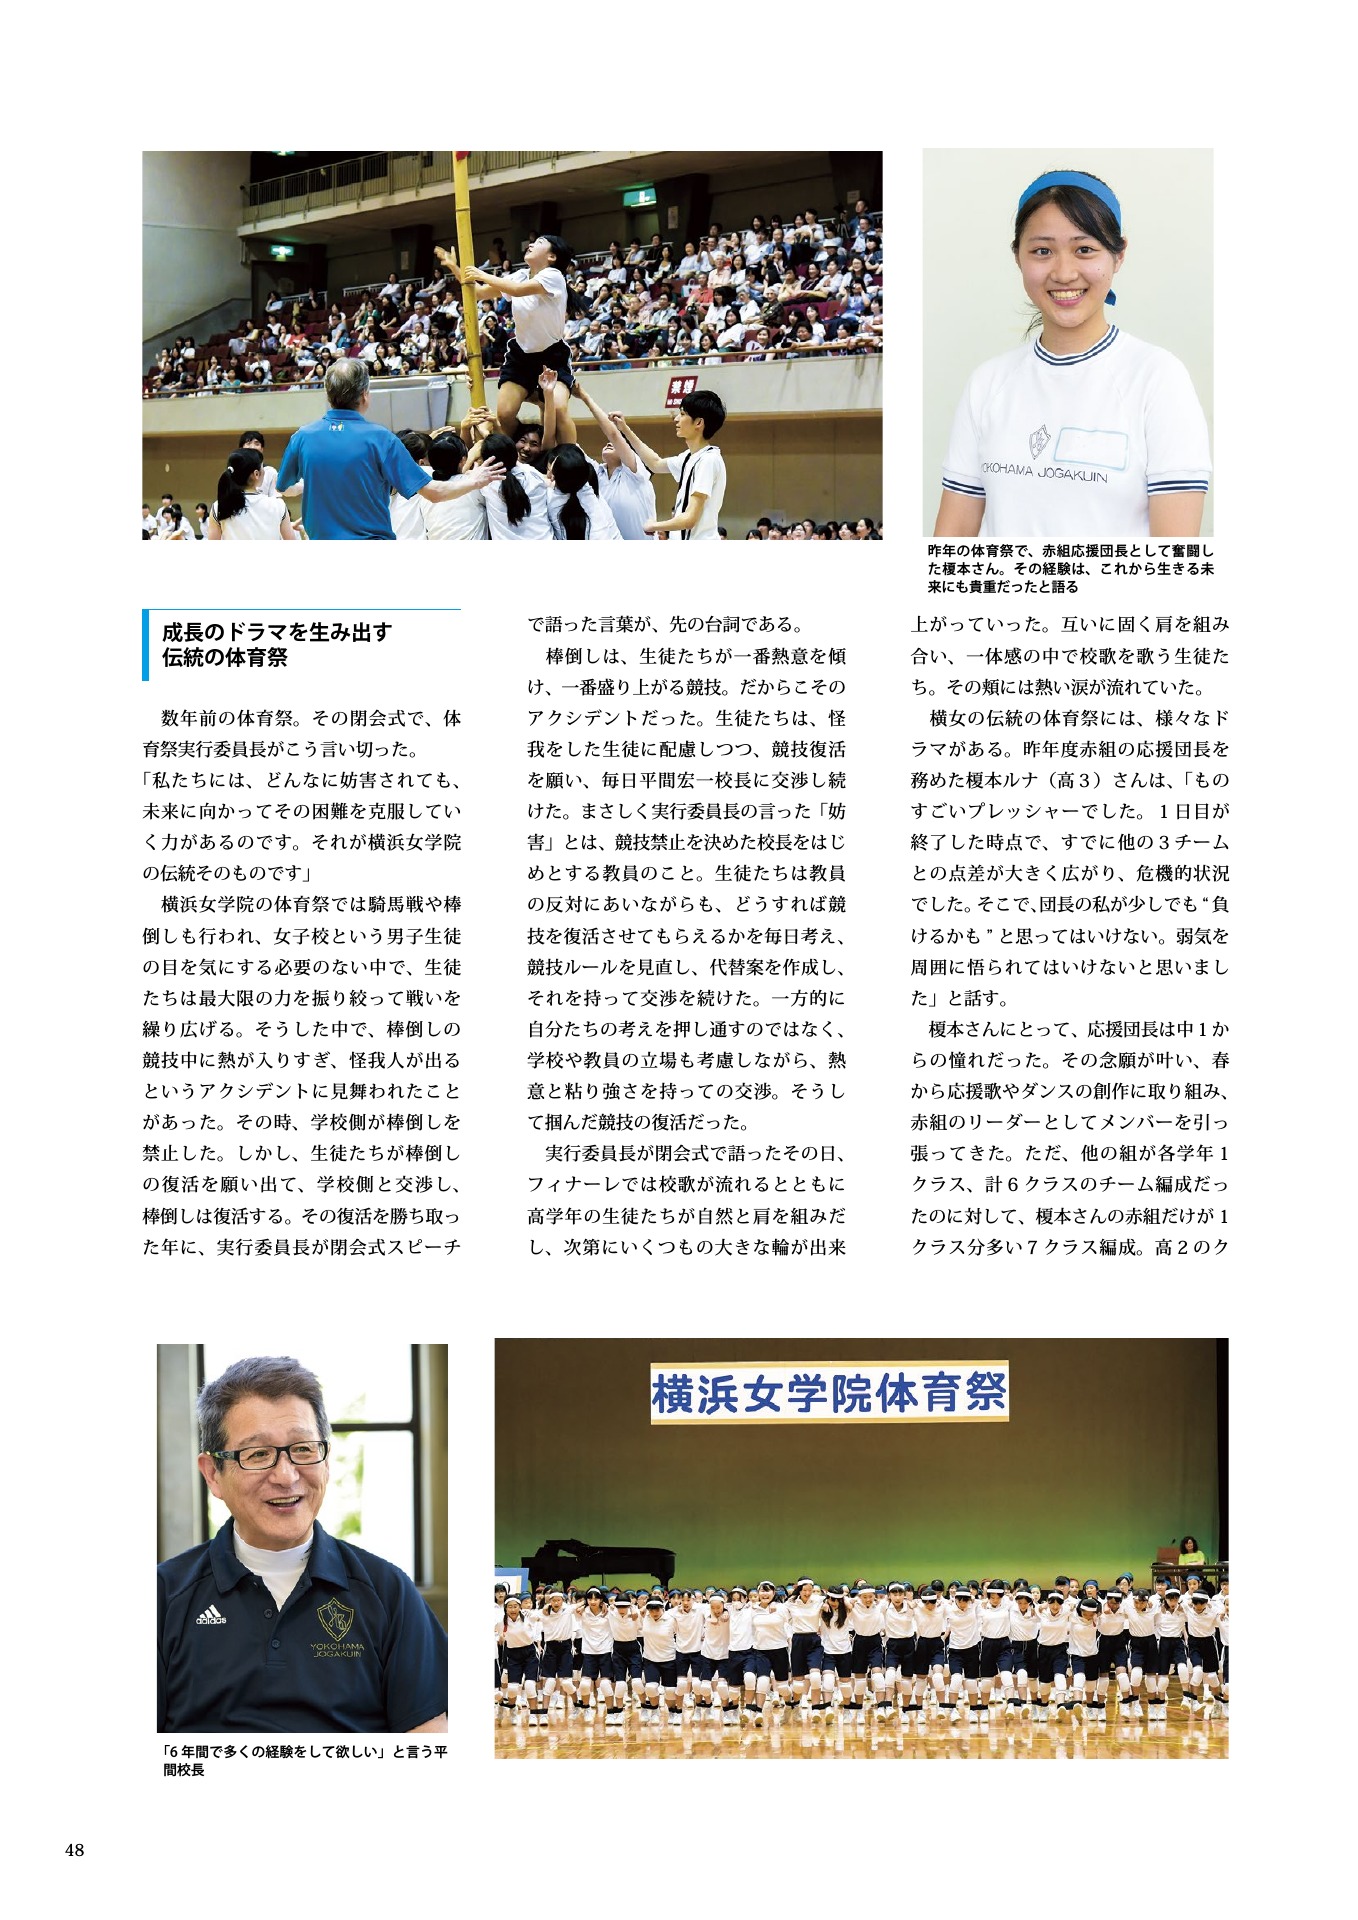 禁煙
YOKOHAMA JOGAKUIN
昨年の体育祭で、赤組応援団長として奮闘し
た榎本さん。その経験は、これから生きる未
来にも貴重だったと語る
成長のドラマを生み出す
伝統の体育祭
数年前の体育祭。その閉会式で、体
育祭実行委員長がこう言い切った。
「私たちには、どんなに妨害されても、
未来に向かってその困難を克服してい
く力があるのです。それが横浜女学院
の伝統そのものです」
横浜女学院の体育祭では騎馬戦や棒
倒しも行われ、女子校という男子生徒
の目を気にする必要のない中で、生徒
たちは最大限の力を振り絞って戦いを
繰り広げる。そうした中で、棒倒しの
競技中に熱が入りすぎ、怪我人が出る
というアクシデントに見舞われたこと
があった。その時、学校側が棒倒しを
禁止した。しかし、生徒たちが棒倒し
の復活を願い出て、学校側と交渉し、
棒倒しは復活する。その復活を勝ち取っ
た年に、実行委員長が閉会式スピーチ
で語った言葉が、先の台詞である。
棒倒しは、生徒たちが一番熱意を傾
け、一番盛り上がる競技。だからこその
アクシデントだった。生徒たちは、怪
我をした生徒に配慮しつつ、競技復活
を願い、毎日平間宏一校長に交渉し続
けた。まさしく実行委員長の言った「妨
害」とは、競技禁止を決めた校長をはじ
めとする教員のこと。生徒たちは教員
の反対にあいながらも、どうすれば競
技を復活させてもらえるかを毎日考え、
競技ルールを見直し、代替案を作成し、
それを持って交渉を続けた。一方的に
自分たちの考えを押し通すのではなく、
学校や教員の立場も考慮しながら、熱
意と粘り強さを持っての交渉。そうし
て掴んだ競技の復活だった。
実行委員長が閉会式で語ったその日、
フィナーレでは校歌が流れるとともに
高学年の生徒たちが自然と肩を組みだ
し、次第にいくつもの大きな輪が出来
上がっていった。互いに固く肩を組み
合い、一体感の中で校歌を歌う生徒た
ち。その頬には熱い涙が流れていた。
横女の伝統の体育祭には、様々なド
ラマがある。昨年度赤組の応援団長を
務めた榎本ルナ（高３）さんは、「もの
すごいプレッシャーでした。１日目が
終了した時点で、すでに他の３チーム
との点差が大きく広がり、危機的状況
でした。そこで、団長の私が少しでも“負
けるかも”と思ってはいけない。弱気を
周囲に悟られてはいけないと思いまし
た」と話す。
榎本さんにとって、応援団長は中１か
らの憧れだった。その念願が叶い、春
から応援歌やダンスの創作に取り組み、
赤組のリーダーとしてメンバーを引っ
張ってきた。ただ、他の組が各学年１
クラス、計６クラスのチーム編成だっ
たのに対して、榎本さんの赤組だけが１
クラス分多い７クラス編成。高２のク
adidas
YOKOHAMA
JOGAKUIN
横浜女学院体育祭
「6 年間で多くの経験をして欲しい」と言う平
間校長
48